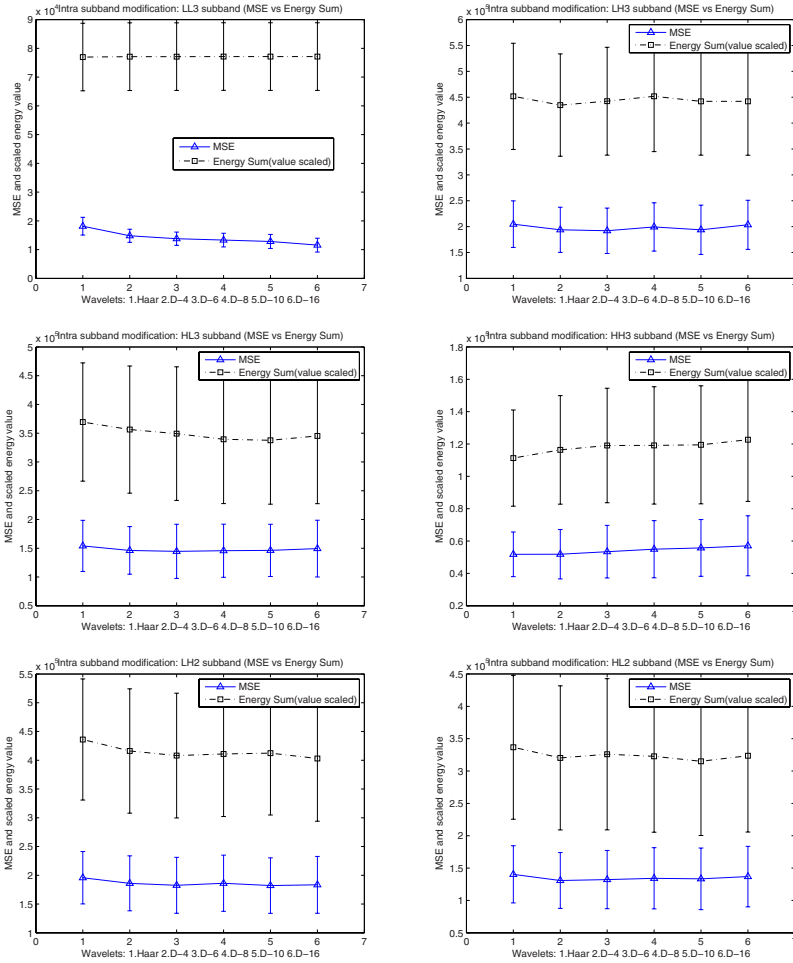 x 10
Intra subband modification: LL3 subband (MSE vs Energy Sum)
9
8
7
6
5
4
3
2
1
0
MSE and scaled energy value
MSE
Energy Sum(value scaled)
0 1 2 3 4 5 6 7
Wavelets: 1.Haar 2.D−4 3.D−6 4.D−8 5.D−10 6.D−16
x 10
Intra subband modification: LH3 subband (MSE vs Energy Sum)
6
5.5
5
4.5
4
3.5
3
2.5
2
1.5
1
MSE and scaled energy value
MSE
Energy Sum(value scaled)
0 1 2 3 4 5 6 7
Wavelets: 1.Haar 2.D−4 3.D−6 4.D−8 5.D−10 6.D−16
x 10
Intra subband modification: HL3 subband (MSE vs Energy Sum)
5
4.5
4
3.5
3
2.5
2
1.5
1
0.5
MSE and scaled energy value
MSE
Energy Sum(value scaled)
0 1 2 3 4 5 6 7
Wavelets: 1.Haar 2.D−4 3.D−6 4.D−8 5.D−10 6.D−16
x 10
Intra subband modification: HH3 subband (MSE vs Energy Sum)
1.8
1.6
1.4
1.2
1
0.8
0.6
0.4
0.2
MSE and scaled energy value
MSE
Energy Sum(value scaled)
0 1 2 3 4 5 6 7
Wavelets: 1.Haar 2.D−4 3.D−6 4.D−8 5.D−10 6.D−16
x 10
Intra subband modification: LH2 subband (MSE vs Energy Sum)
5.5
5
4.5
4
3.5
3
2.5
2
1.5
1
MSE and scaled energy value
MSE
Energy Sum(value scaled)
0 1 2 3 4 5 6 7
Wavelets: 1.Haar 2.D−4 3.D−6 4.D−8 5.D−10 6.D−16
x 10
Intra subband modification: HL2 subband (MSE vs Energy Sum)
4.5
4
3.5
3
2.5
2
1.5
1
0.5
MSE and scaled energy value
MSE
Energy Sum(value scaled)
0 1 2 3 4 5 6 7
Wavelets: 1.Haar 2.D−4 3.D−6 4.D−8 5.D−10 6.D−16